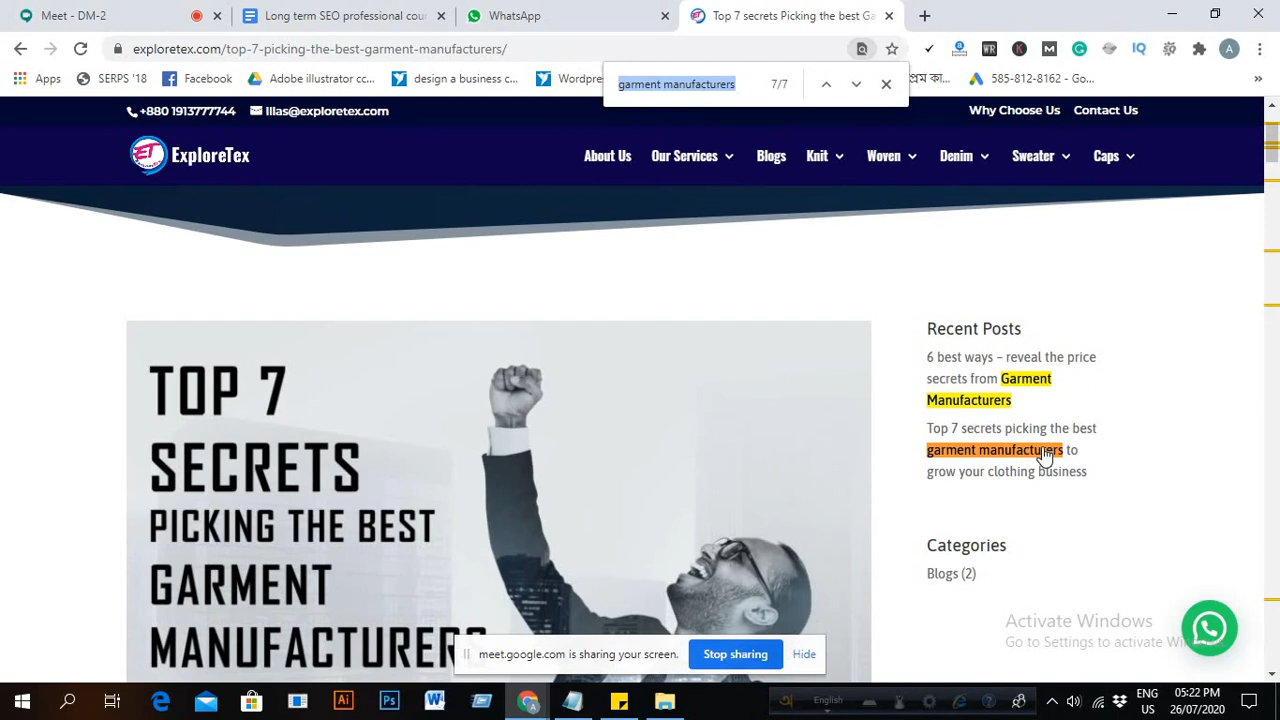 Meet - DM-2
Long term SEO professional cour
WhatsApp
Top 7 secrets Picking the best Ga
exploretex.com/top-7-picking-the-best-garment-manufacturers/
Apps
SERPS '18
Facebook
Adobe illustrator cc...
design a business c...
Wordpre
585-812-8162 - Go...
garment manufacturers 7/7
+880 1913777744
lilas@exploretex.com
Why Choose Us
Contact Us
ET ExploreTex
About Us
Our Services
Blogs
Knit
Woven
Denim
Sweater
Caps
TOP 7
SECRETS
PICKING THE BEST
GARMENT
MANUFACTURERS
Recent Posts
6 best ways – reveal the price
secrets from Garment
Manufacturers
Top 7 secrets picking the best
garment manufacturers to
grow your clothing business
Categories
Blogs (2)
Activate Windows
Go to Settings to activate Win
meet.google.com is sharing your screen.
Stop sharing
Hide
English
ENG
US
05:22 PM
26/07/2020